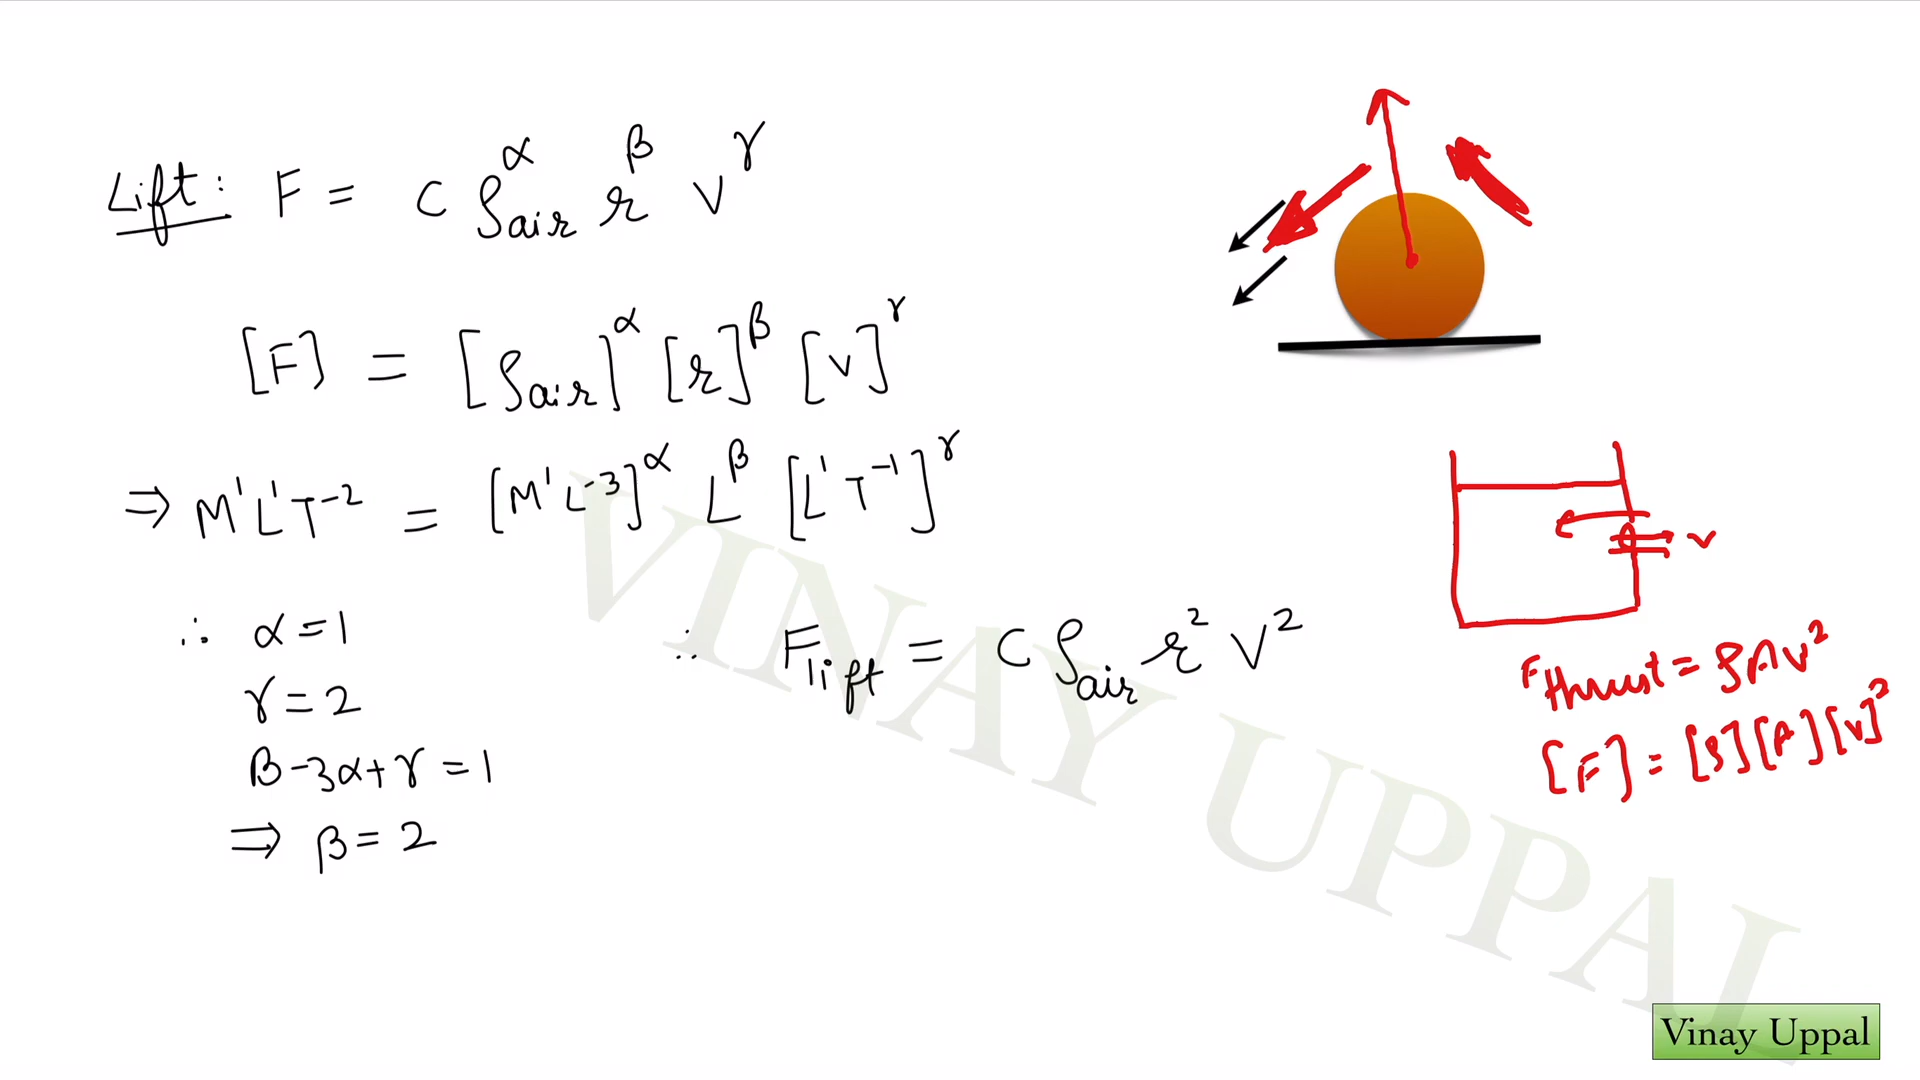 Lift: F = C ρair^α r^β v^γ
[F] = [ρair]^α [r]^β [v]^γ
⇒ M¹L¹T⁻² = [M¹L⁻³]^α L^β [L¹T⁻¹]^γ
∴ α = 1
γ = 2
β - 3α + γ = 1
⇒ β = 2
∴ Flift = C ρair r² v²
v
Fthrust = ρAv²
[F] = [ρ][A][v]²
VINAY UPPAL
Vinay Uppal